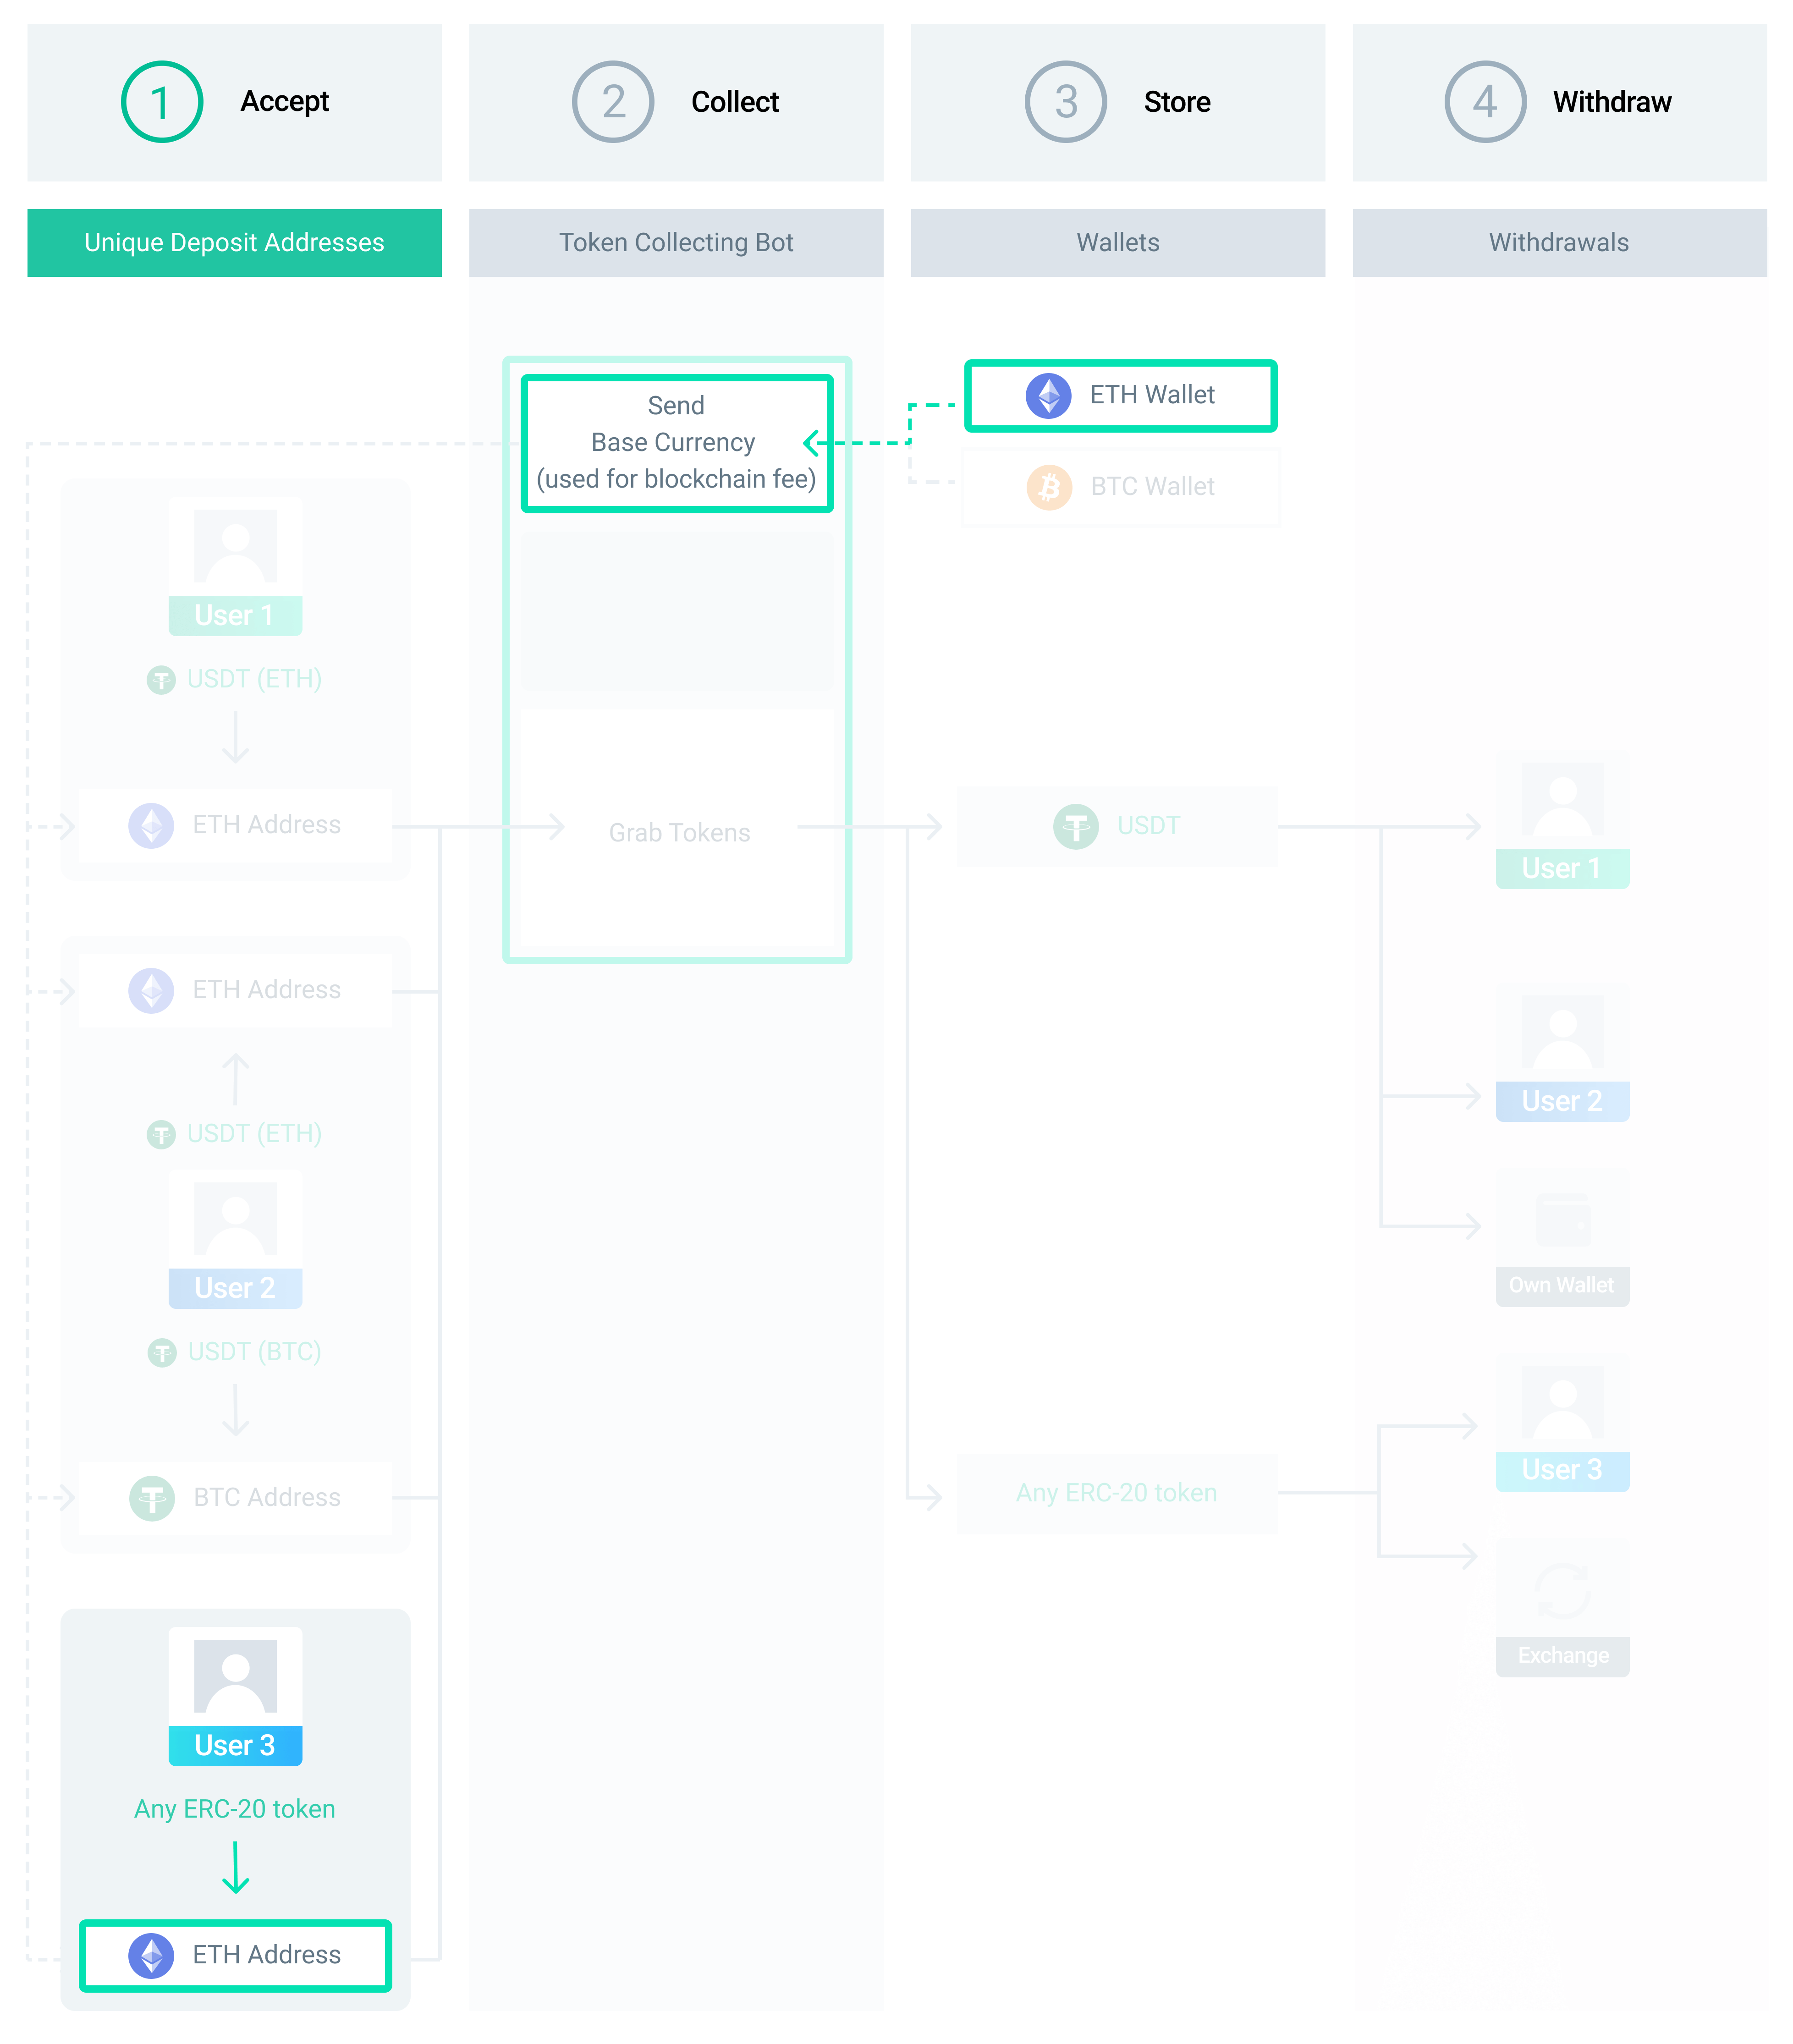 1
Accept
2
Collect
3
Store
4
Withdraw
Unique Deposit Addresses
Token Collecting Bot
Wallets
Withdrawals
Send
Base Currency
(used for blockchain fee)
ETH Wallet
BTC Wallet
User 1
USDT (ETH)
ETH Address
Grab Tokens
USDT
User 1
ETH Address
USDT (ETH)
User 2
USDT (BTC)
BTC Address
User 2
Own Wallet
Any ERC-20 token
User 3
Exchange
User 3
Any ERC-20 token
ETH Address